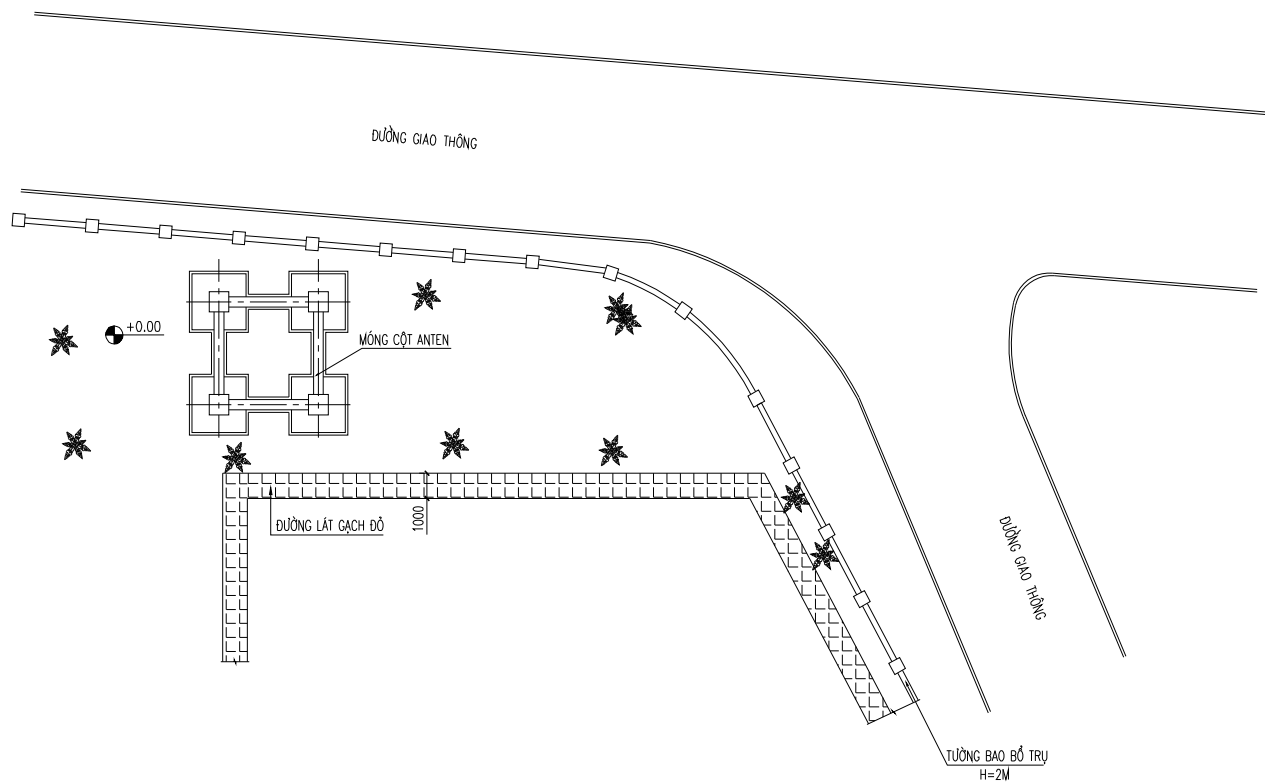 ĐƯỜNG GIAO THÔNG
+0.00
MÓNG CỘT ANTEN
ĐƯỜNG LÁT GẠCH ĐỎ
1000
ĐƯỜNG GIAO THÔNG
TƯỜNG BAO BỔ TRỤ
H=2M